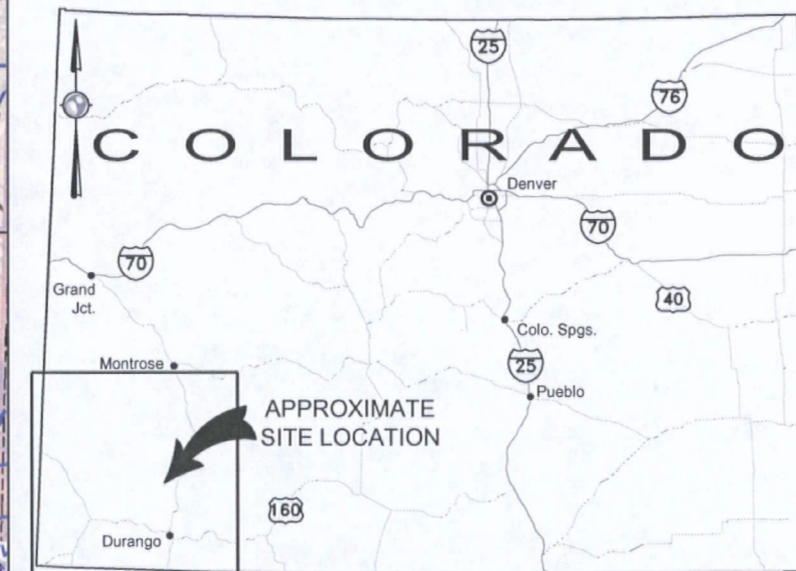 25
76
COLORADO
Denver
70
70
Grand
Jct.
40
Colo. Spgs.
Montrose
25
Pueblo
APPROXIMATE
SITE LOCATION
160
Durango